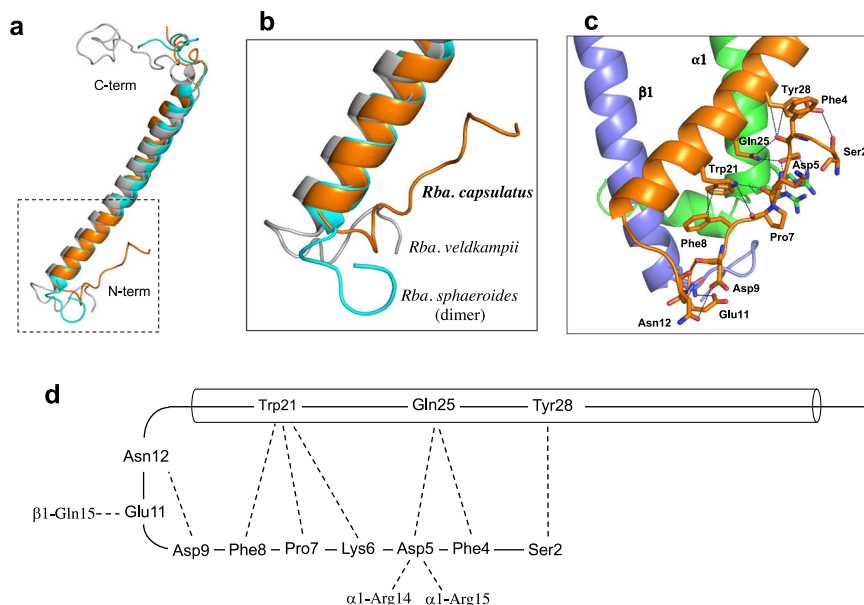 a
C-term
N-term
b
Rba. capsulatus
Rba. veldkampii
Rba. sphaeroides
(dimer)
c
α1
β1
Tyr28
Phe4
Gln25
Ser2
Asp5
Trp21
Phe8
Pro7
Asp9
Glu11
Asn12
d
Trp21 Gln25 Tyr28
Asn12
β1-Gln15 Glu11
Asp9 Phe8 Pro7 Lys6 Asp5 Phe4 Ser2
α1-Arg14 α1-Arg15